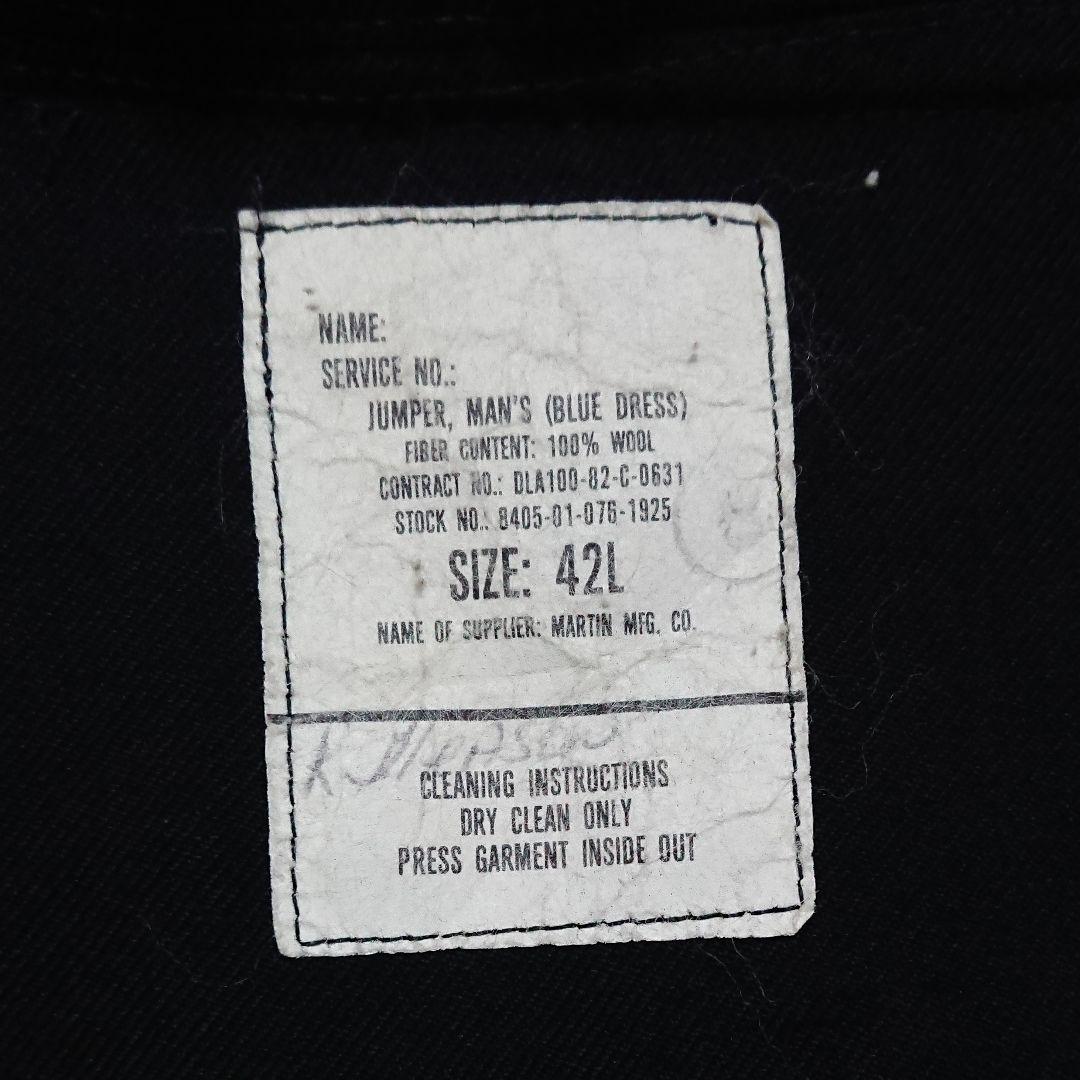 NAME:
SERVICE NO.:
JUMPER, MAN'S (BLUE DRESS)
FIBER CONTENT: 100% WOOL
CONTRACT NO.: DLA100-82-C-0631
STOCK NO.: 8405-01-076-1925
SIZE: 42L
NAME OF SUPPLIER: MARTIN MFG. CO.
CLEANING INSTRUCTIONS
DRY CLEAN ONLY
PRESS GARMENT INSIDE OUT